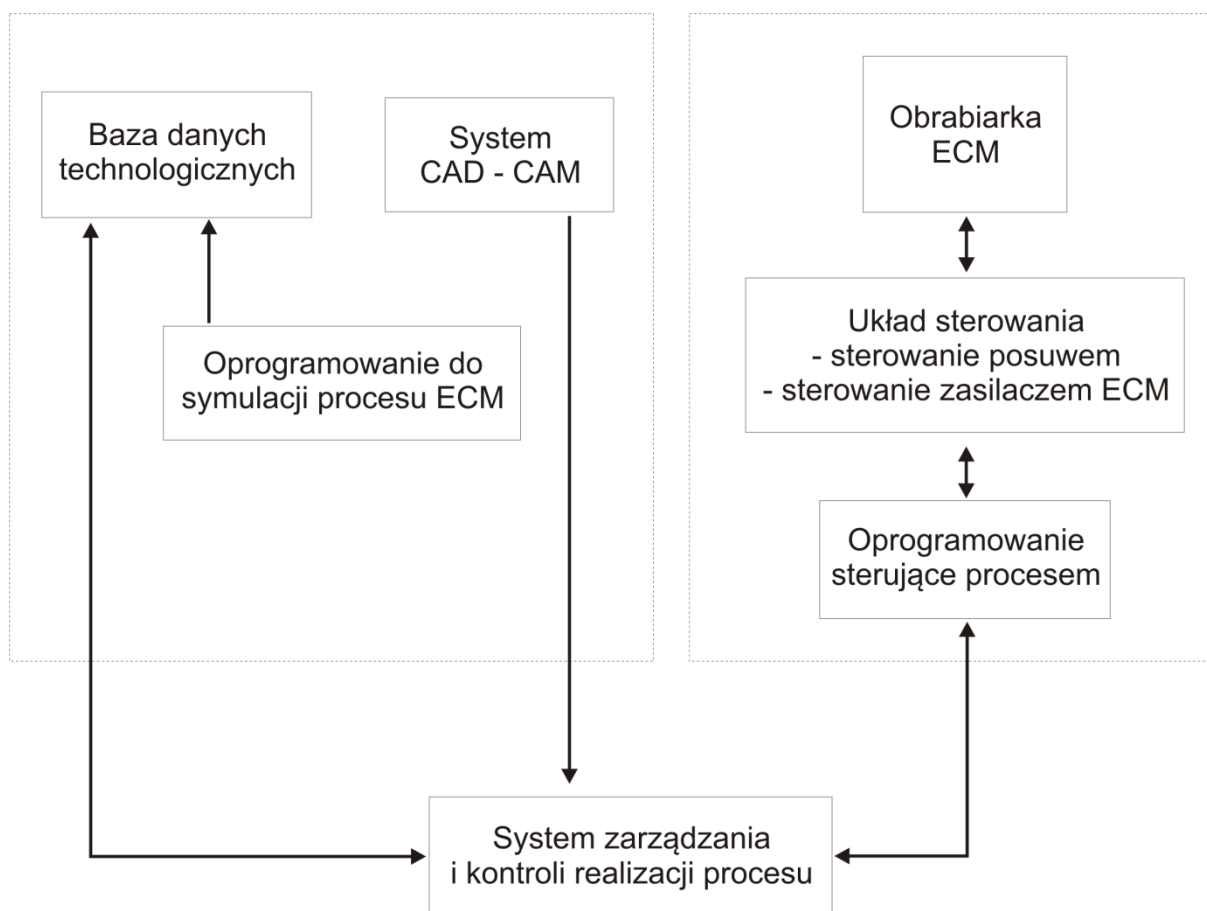 Baza danych
technologicznych
System
CAD - CAM
Oprogramowanie do
symulacji procesu ECM
Obrabiarka
ECM
Układ sterowania
- sterowanie posuwem
- sterowanie zasilaczem ECM
Oprogramowanie
sterujące procesem
System zarządzania
i kontroli realizacji procesu